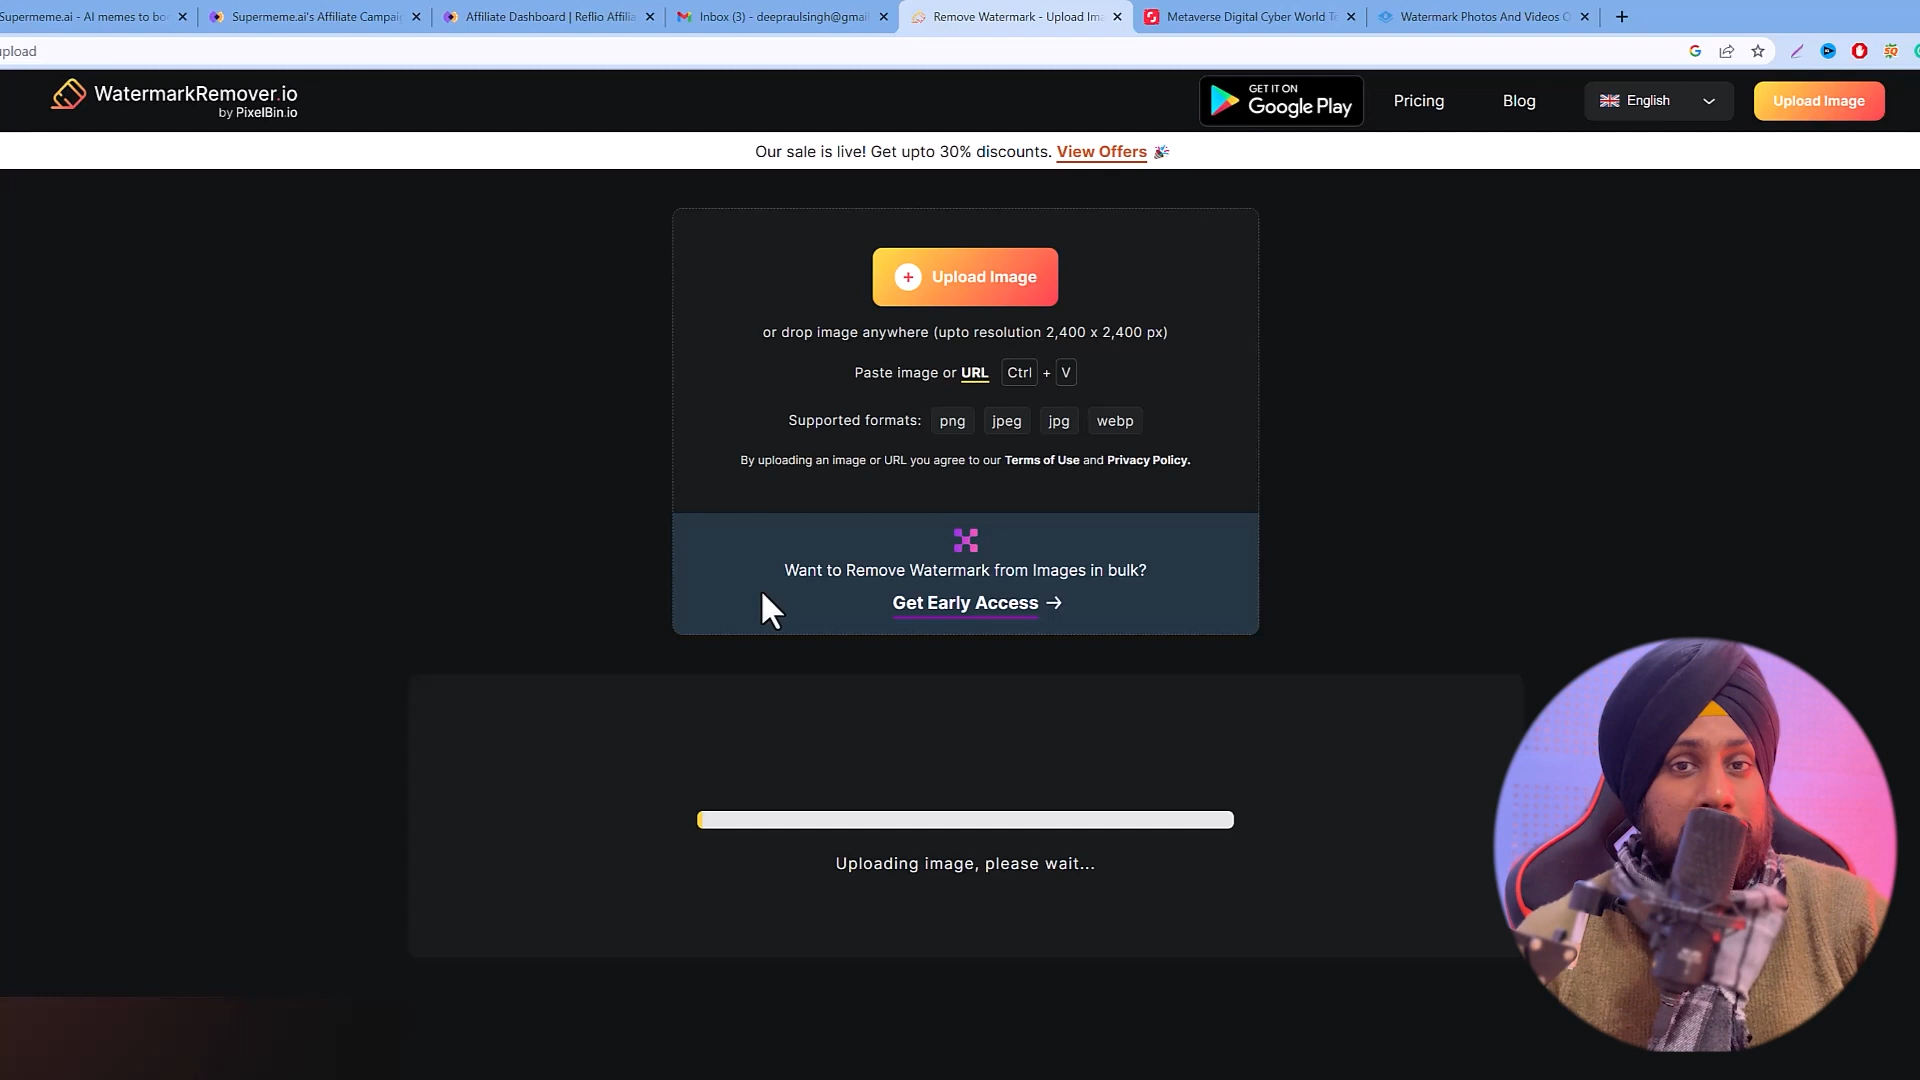 Supermeme.ai - AI memes to bo
Supermeme.ai's Affiliate Campai
Affiliate Dashboard | Reflio Affilia
Inbox (3) - deepraulsingh@gmai
Remove Watermark - Upload Ima
Metaverse Digital Cyber World Te
Watermark Photos And Videos O
upload
WatermarkRemover.io
by PixelBin.io
GET IT ON
Google Play
Pricing
Blog
English
Upload Image
Our sale is live! Get upto 30% discounts. View Offers
Upload Image
or drop image anywhere (upto resolution 2,400 x 2,400 px)
Paste image or URL Ctrl + V
Supported formats: png jpeg jpg webp
By uploading an image or URL you agree to our Terms of Use and Privacy Policy.
Want to Remove Watermark from Images in bulk?
Get Early Access →
Uploading image, please wait...